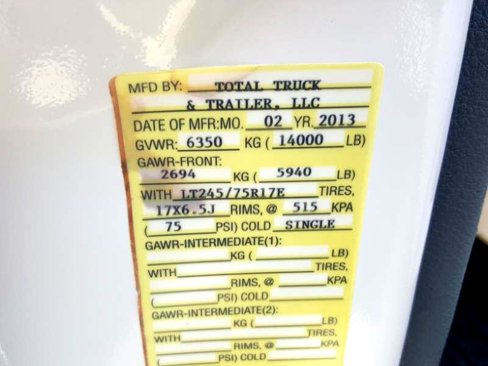 MFD BY: TOTAL TRUCK
& TRAILER, LLC
DATE OF MFR:MO. 02 YR. 2013
GVWR: 6350 KG ( 14000 LB)
GAWR-FRONT:
2694 KG ( 5940 LB)
WITH LT245/75R17E TIRES,
17X6.5J RIMS, @ 515 KPA
( 75 PSI) COLD SINGLE
GAWR-INTERMEDIATE(1):
KG ( LB)
WITH TIRES,
RIMS, @ KPA
( PSI) COLD
GAWR-INTERMEDIATE(2):
KG ( LB)
WITH TIRES,
RIMS, @ KPA
( PSI) COLD